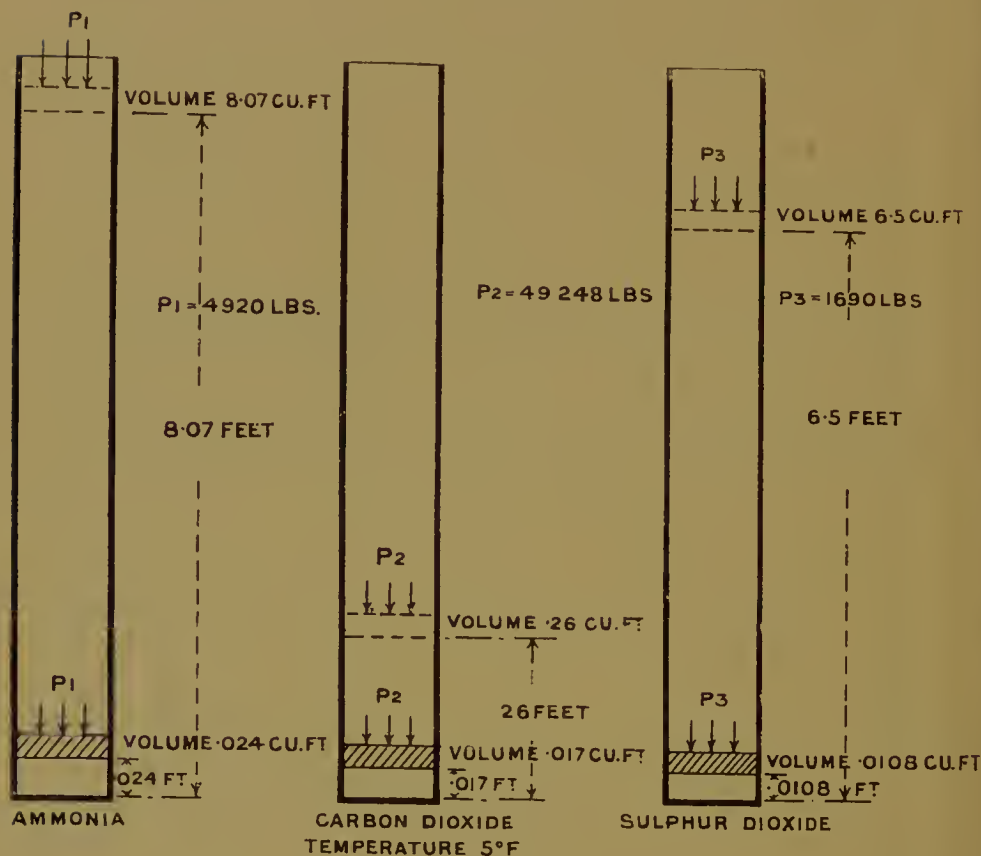 P1
VOLUME 8·07 CU.FT
P1=4920 LBS.
8·07 FEET
P1
VOLUME ·024 CU.FT
·024 FT
AMMONIA
P2=49 248 LBS
P2
VOLUME ·26 CU.FT
26 FEET
P2
VOLUME ·017 CU.FT
·017 FT
CARBON DIOXIDE
TEMPERATURE 5°F
P3
VOLUME 6·5 CU.FT
P3=1690 LBS
6·5 FEET
P3
VOLUME ·0108 CU.FT
·0108 FT
SULPHUR DIOXIDE